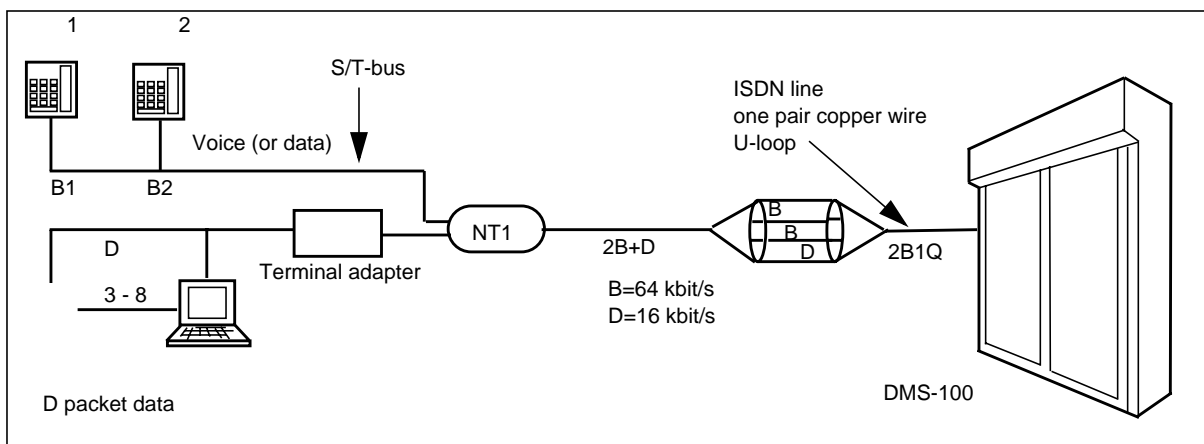 1
2
S/T-bus
Voice (or data)
B1
B2
ISDN line
one pair copper wire
U-loop
D
Terminal adapter
NT1
2B+D
B
B
D
2B1Q
3 - 8
B=64 kbit/s
D=16 kbit/s
D packet data
DMS-100